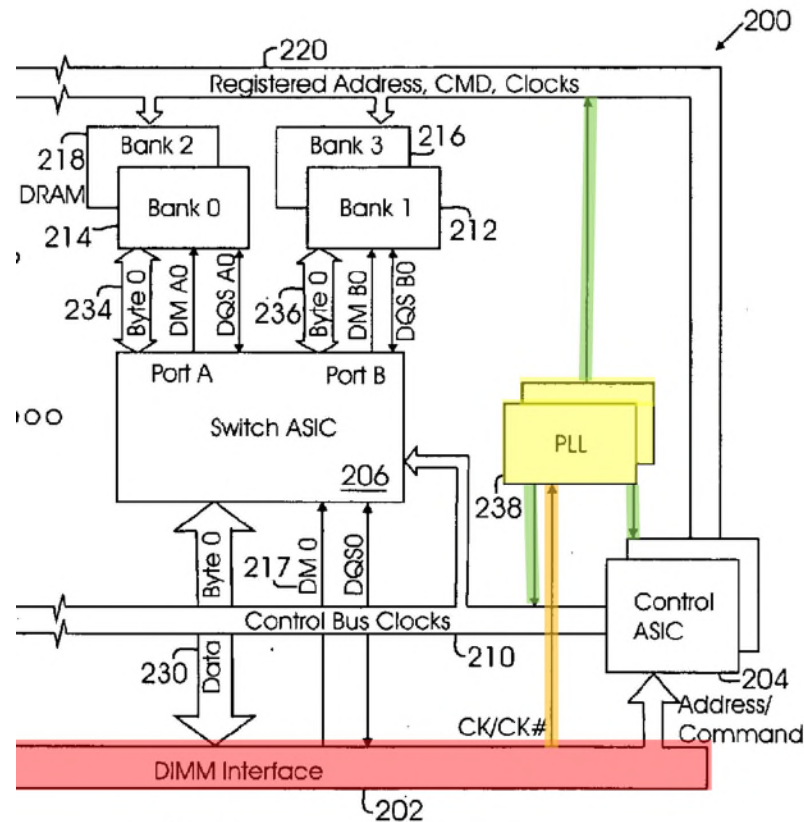 200
220
Registered Address, CMD, Clocks
Bank 2
Bank 3
216
218
DRAM
Bank 0
Bank 1
214
212
234
Byte 0
DM A0
DQS A0
236
Byte 0
DM B0
DQS B0
Port A
Port B
Switch ASIC
206
PLL
238
217
Byte 0
DM 0
DQS0
Control
ASIC
Control Bus Clocks
230
Data
210
204
CK/CK#
Address/
Command
DIMM Interface
202